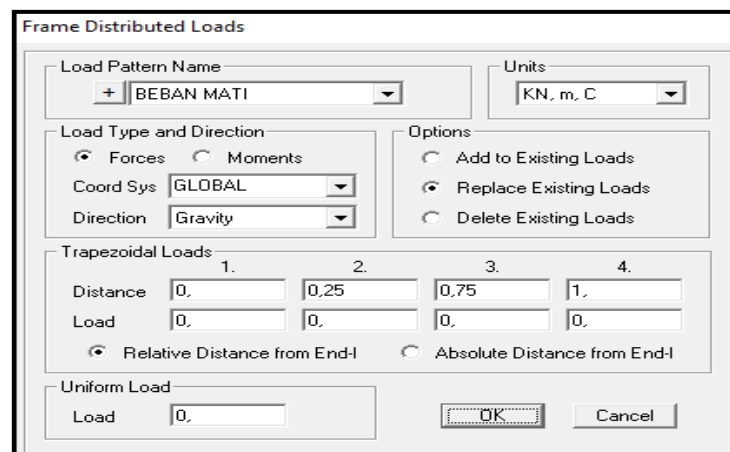 Frame Distributed Loads
Load Pattern Name
+ BEBAN MATI
Units
KN, m, C
Load Type and Direction
Forces Moments
Coord Sys GLOBAL
Direction Gravity
Options
Add to Existing Loads
Replace Existing Loads
Delete Existing Loads
Trapezoidal Loads
1. 2. 3. 4.
Distance 0, 0,25 0,75 1,
Load 0, 0, 0, 0,
Relative Distance from End-I Absolute Distance from End-I
Uniform Load
Load 0,
OK Cancel